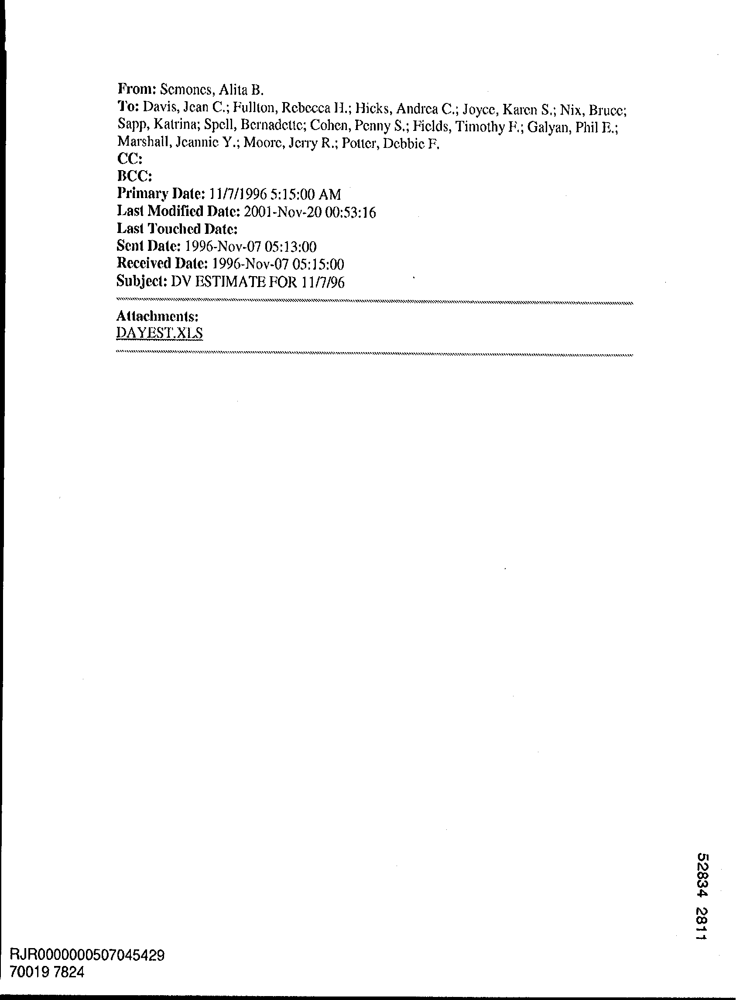 From: Semones, Alita B.
To: Davis, Jean C.; Fullton, Rebecca H.; Hicks, Andrea C.; Joyce, Karen S.; Nix, Bruce;
Sapp, Katrina; Spell, Bernadette; Cohen, Penny S.; Fields, Timothy F.; Galyan, Phil E.;
Marshall, Jeannie Y.; Moore, Jerry R.; Potter, Debbie F.
CC:
BCC:
Primary Date: 11/7/1996 5:15:00 AM
Last Modified Date: 2001-Nov-20 00:53:16
Last Touched Date:
Sent Date: 1996-Nov-07 05:13:00
Received Date: 1996-Nov-07 05:15:00
Subject: DV ESTIMATE FOR 11/7/96
Attachments:
DAYEST.XLS
52834 2811
RJR0000000507045429
70019 7824